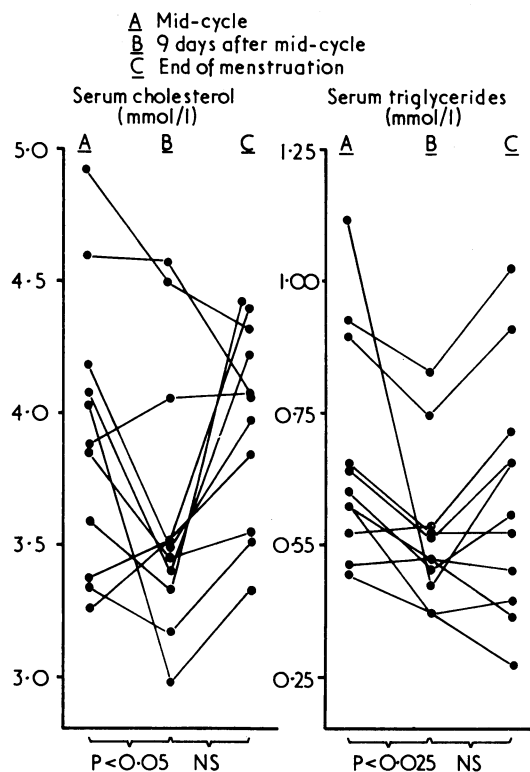 A Mid-cycle
B 9 days after mid-cycle
C End of menstruation
Serum cholesterol
(mmol/l)
Serum triglycerides
(mmol/l)
A B C
A B C
5·0
4·5
4·0
3·5
3·0
1·25
1·00
0·75
0·55
0·25
P<0·05 NS
P<0·025 NS